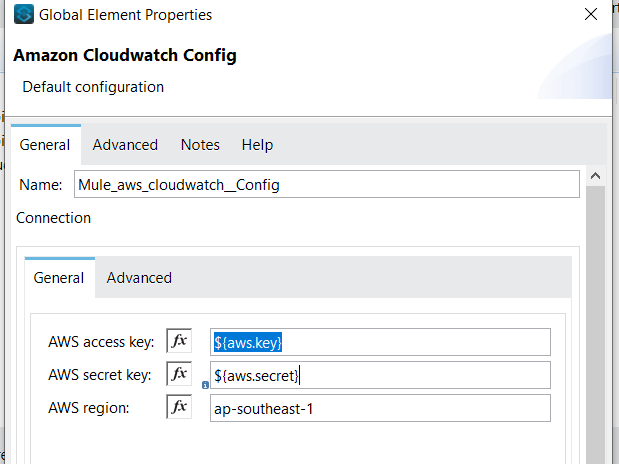 Global Element Properties
Amazon Cloudwatch Config
Default configuration
General Advanced Notes Help
Name: Mule_aws_cloudwatch__Config
Connection
General Advanced
AWS access key: fx ${aws.key}
AWS secret key: fx ${aws.secret}
AWS region: fx ap-southeast-1